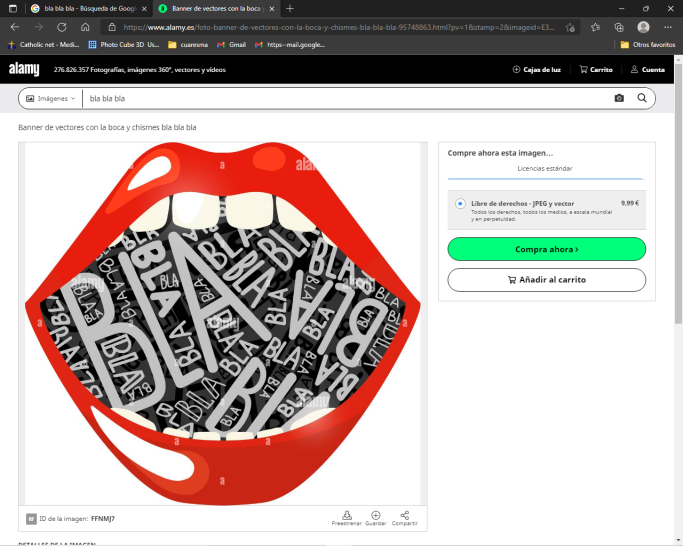 bla bla bla - Búsqueda de Googl
Banner de vectores con la boca y
https://www.alamy.es/foto-banner-de-vectores-con-la-boca-y-chismes-bla-bla-bla-95748863.html?pv=1&stamp=2&imageid=E3...
Catholic net - Medi...
Photo Cube 3D Us...
cuaresma
Gmail
https--mail.google...
Otros favoritos
alamy
276.826.357 Fotografías, imágenes 360°, vectores y vídeos
Cajas de luz
Carrito
Cuenta
Imágenes
bla bla bla
Banner de vectores con la boca y chismes bla bla bla
Compre ahora esta imagen...
Licencias estándar
Libre de derechos - JPEG y vector
9,99 €
Todos los derechos, todos los medios, a escala mundial
y en perpetuidad.
Compra ahora
Añadir al carrito
alamy
a
BLA
BLA
BLA
BLA
BLA
BLA
BLA
BLA
BLA
BLA
BLA
BLA
ID de la imagen: FFNMJ7
Preestrenar
Guardar
Compartir
DETALLES DE LA IMAGEN